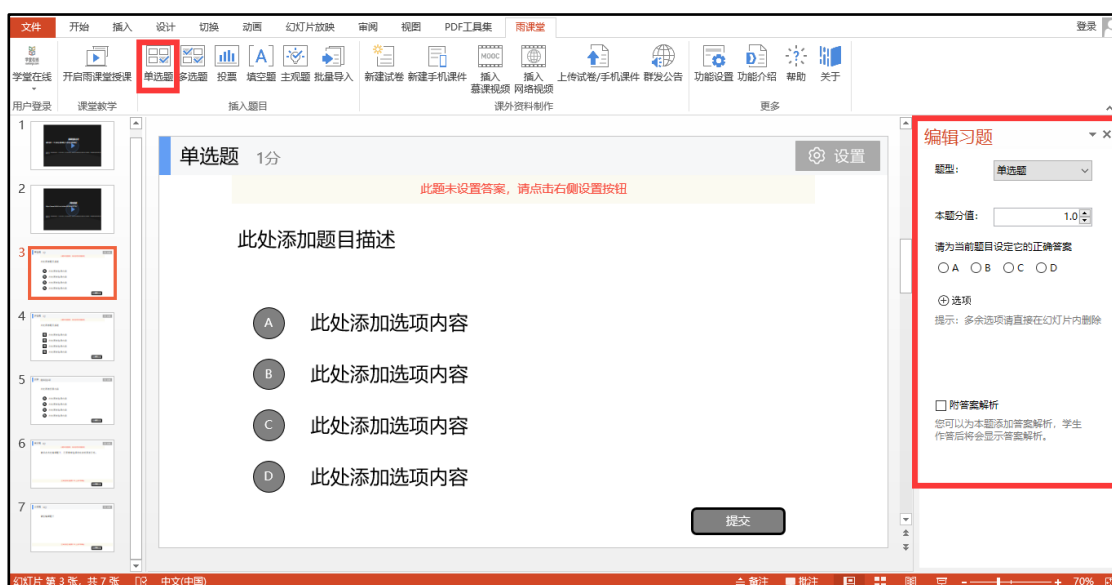 文件 开始 插入 设计 切换 动画 幻灯片放映 审阅 视图 PDF工具集 雨课堂 登录
MOOC
学堂在线 开启雨课堂授课 单选题 多选题 投票 填空题 主观题 批量导入 新建试卷 新建手机课件 插入 插入 上传试卷/手机课件 群发公告 功能设置 功能介绍 帮助 关于
慕课视频 网络视频
用户登录 课堂教学 插入题目 课外资料制作 更多
1
2
3
4
5
6
7
单选题 1分 设置
此题未设置答案，请点击右侧设置按钮
此处添加题目描述
A 此处添加选项内容
B 此处添加选项内容
C 此处添加选项内容
D 此处添加选项内容
提交
编辑习题
题型： 单选题
本题分值： 1.0
请为当前题目设定它的正确答案
A B C D
选项
提示：多余选项请直接在幻灯片内删除
附答案解析
您可以为本题添加答案解析，学生
作答后将会显示答案解析。
幻灯片 第 3 张，共 7 张 中文(中国) 备注 批注 70%